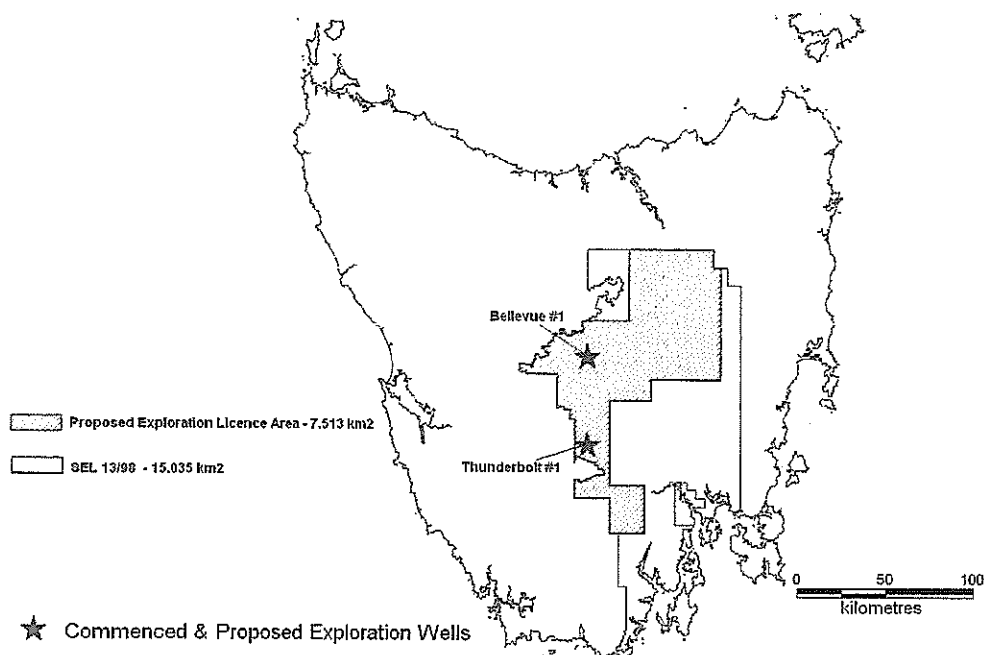 Bellevue #1
Proposed Exploration Licence Area - 7.513 km2
SEL 13/98 - 15.035 km2
Thunderbolt #1
0 50 100
kilometres
Commenced & Proposed Exploration Wells